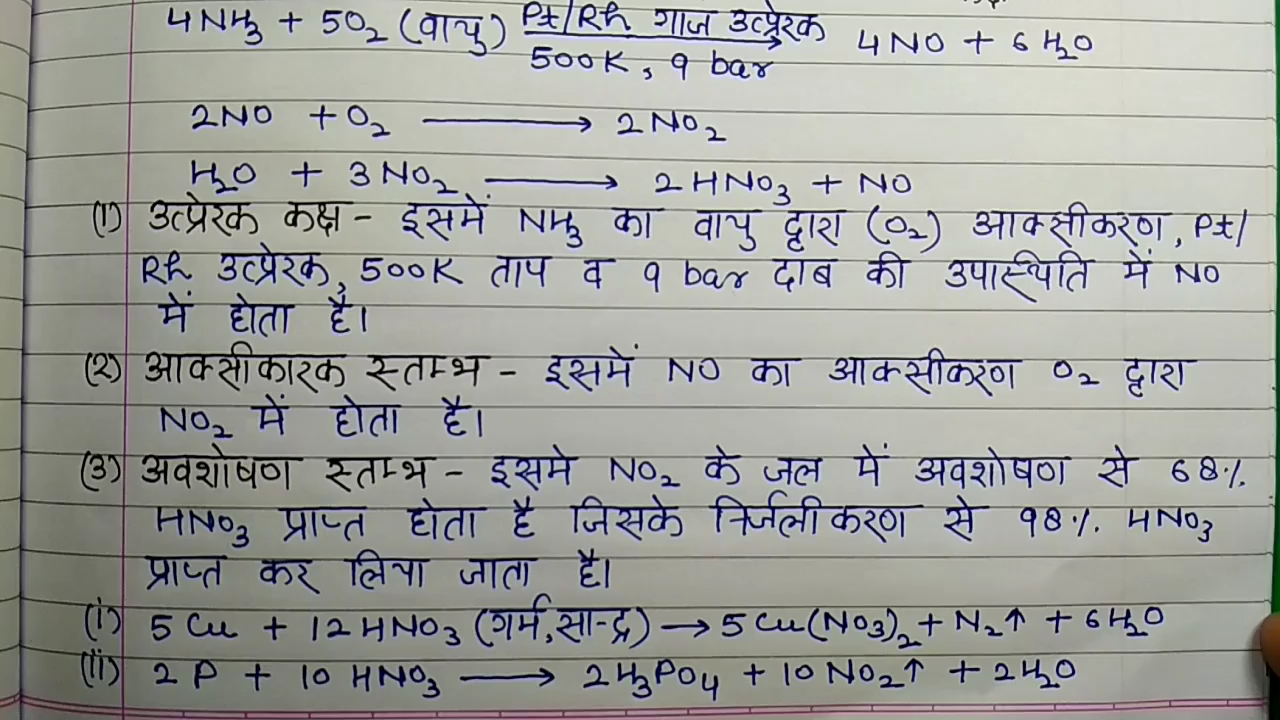 4NH₃ + 5O₂ (वायु) Pt/Rh गाज उत्प्रेरक ⟶ 4NO + 6H₂O
500K, 9 bar
2NO + O₂ ⟶ 2NO₂
H₂O + 3NO₂ ⟶ 2HNO₃ + NO
(1) उत्प्रेरक कक्ष - इसमें NH₃ का वायु द्वारा (O₂) आक्सीकरण, Pt/
Rh उत्प्रेरक, 500K ताप व 9 bar दाब की उपास्थिति में NO
में होता है।
(2) आक्सीकारक स्तम्भ - इसमें NO का आक्सीकरण O₂ द्वारा
NO₂ में होता है।
(3) अवशोषण स्तम्भ - इसमे NO₂ के जल में अवशोषण से 68%
HNO₃ प्राप्त होता है जिसके निर्जलीकरण से 98% HNO₃
प्राप्त कर लिया जाता है।
(i) 5Cu + 12HNO₃ (गर्म, सान्द्र) → 5Cu(NO₃)₂ + N₂↑ + 6H₂O
(ii) 2P + 10HNO₃ ⟶ 2H₃PO₄ + 10NO₂↑ + 2H₂O